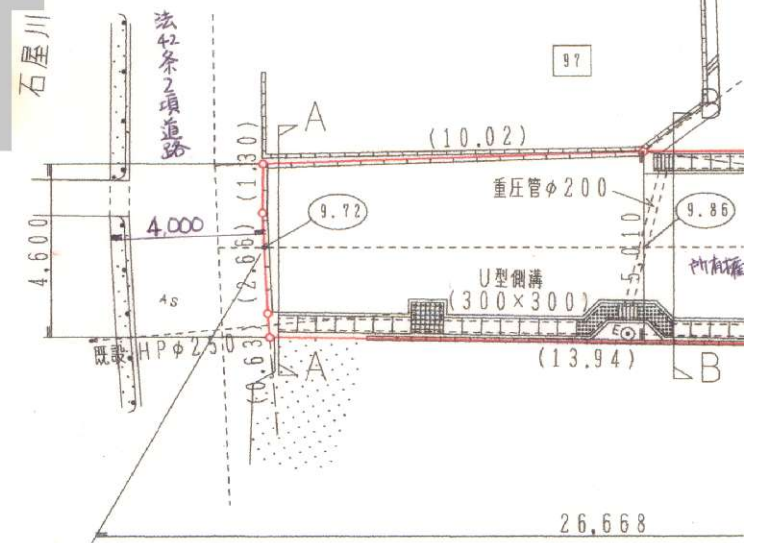 石屋川
法42条2項道路
97
A
(10.02)
(1.30)
重圧管φ200
9.72
9.86
4,000
4,600
(2.66)
5,010
U型側溝
(300×300)
As
既設HPφ250
(0.63)
A
(13.94)
B
26,668